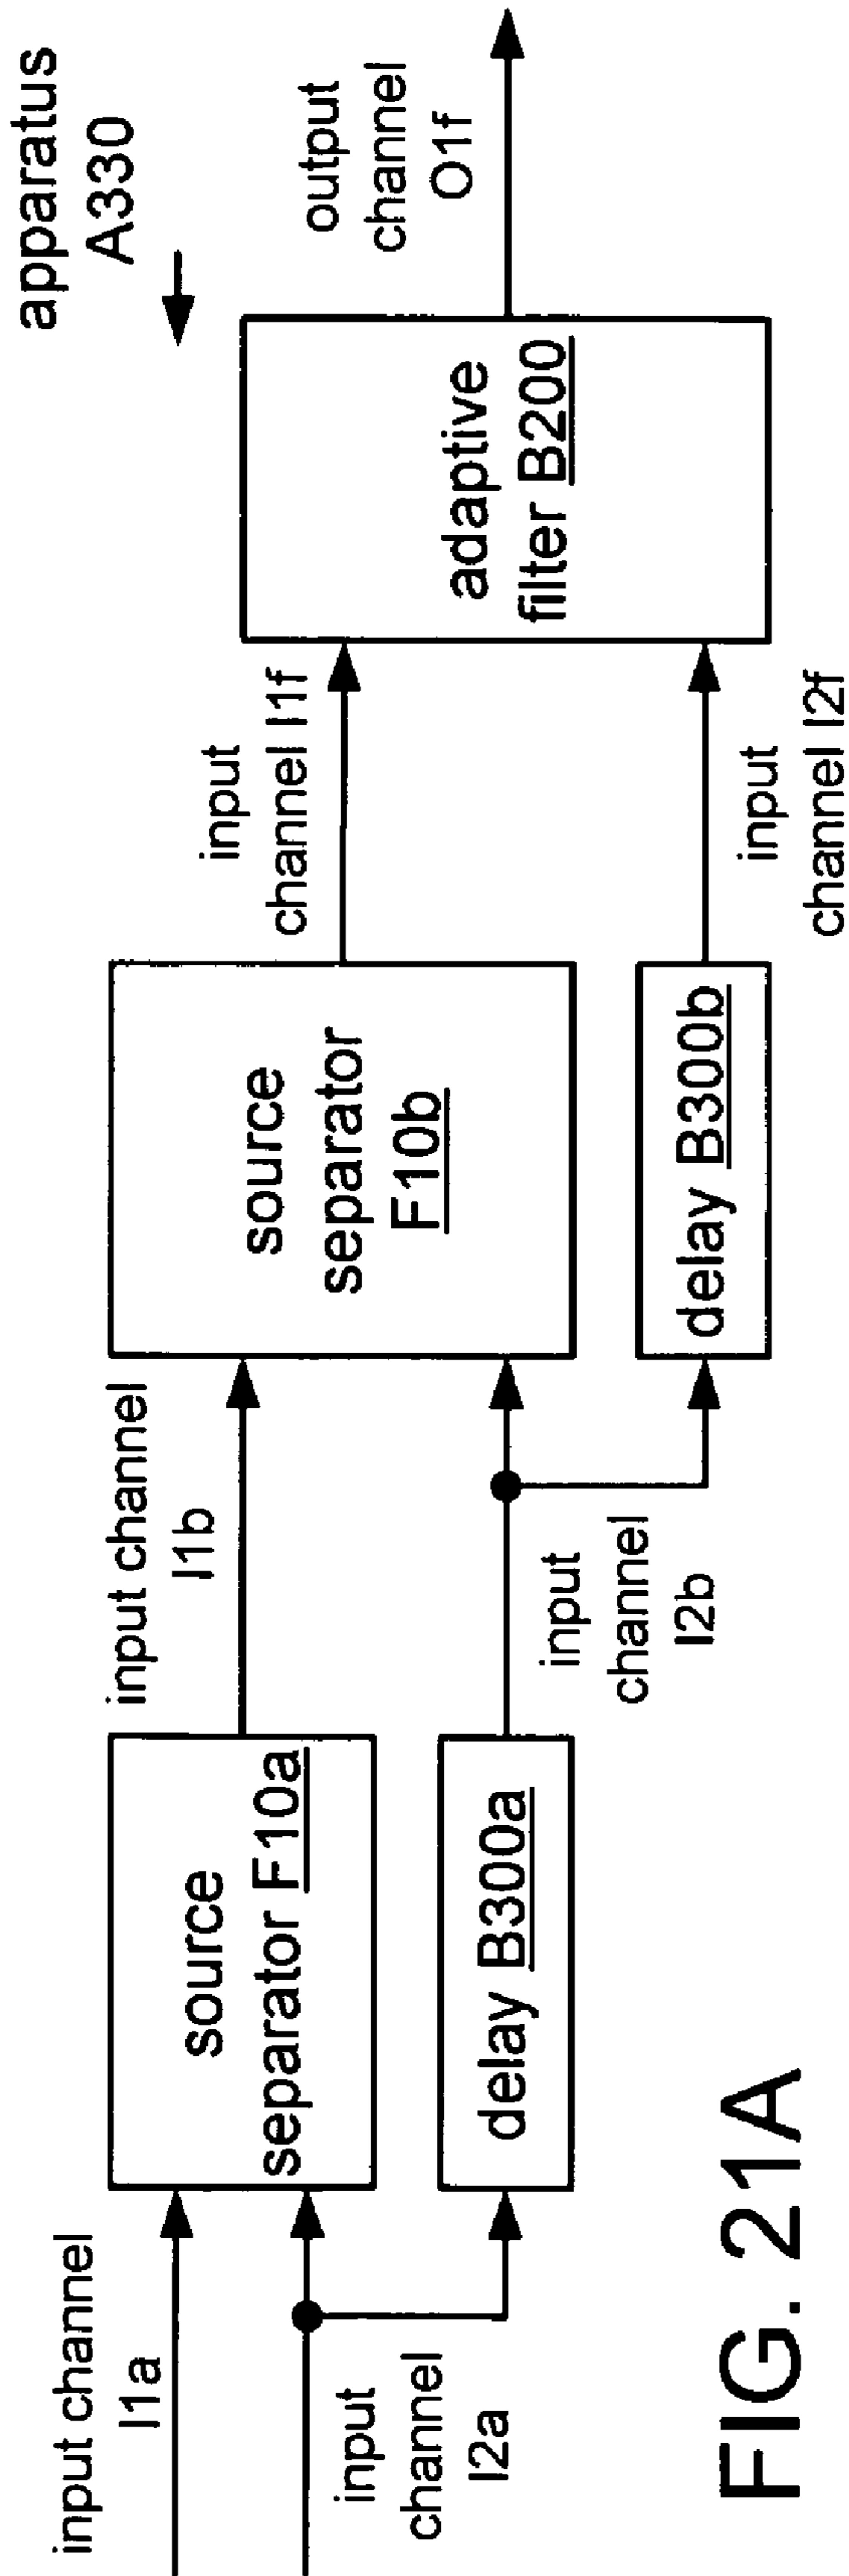 apparatus
A330
input channel
I1a
input
channel
I2a
source
separator F10a
delay B300a
input channel
I1b
input
channel
I2b
source
separator
F10b
delay B300b
input
channel I1f
input
channel I2f
adaptive
filter B200
output
channel
O1f
FIG. 21A